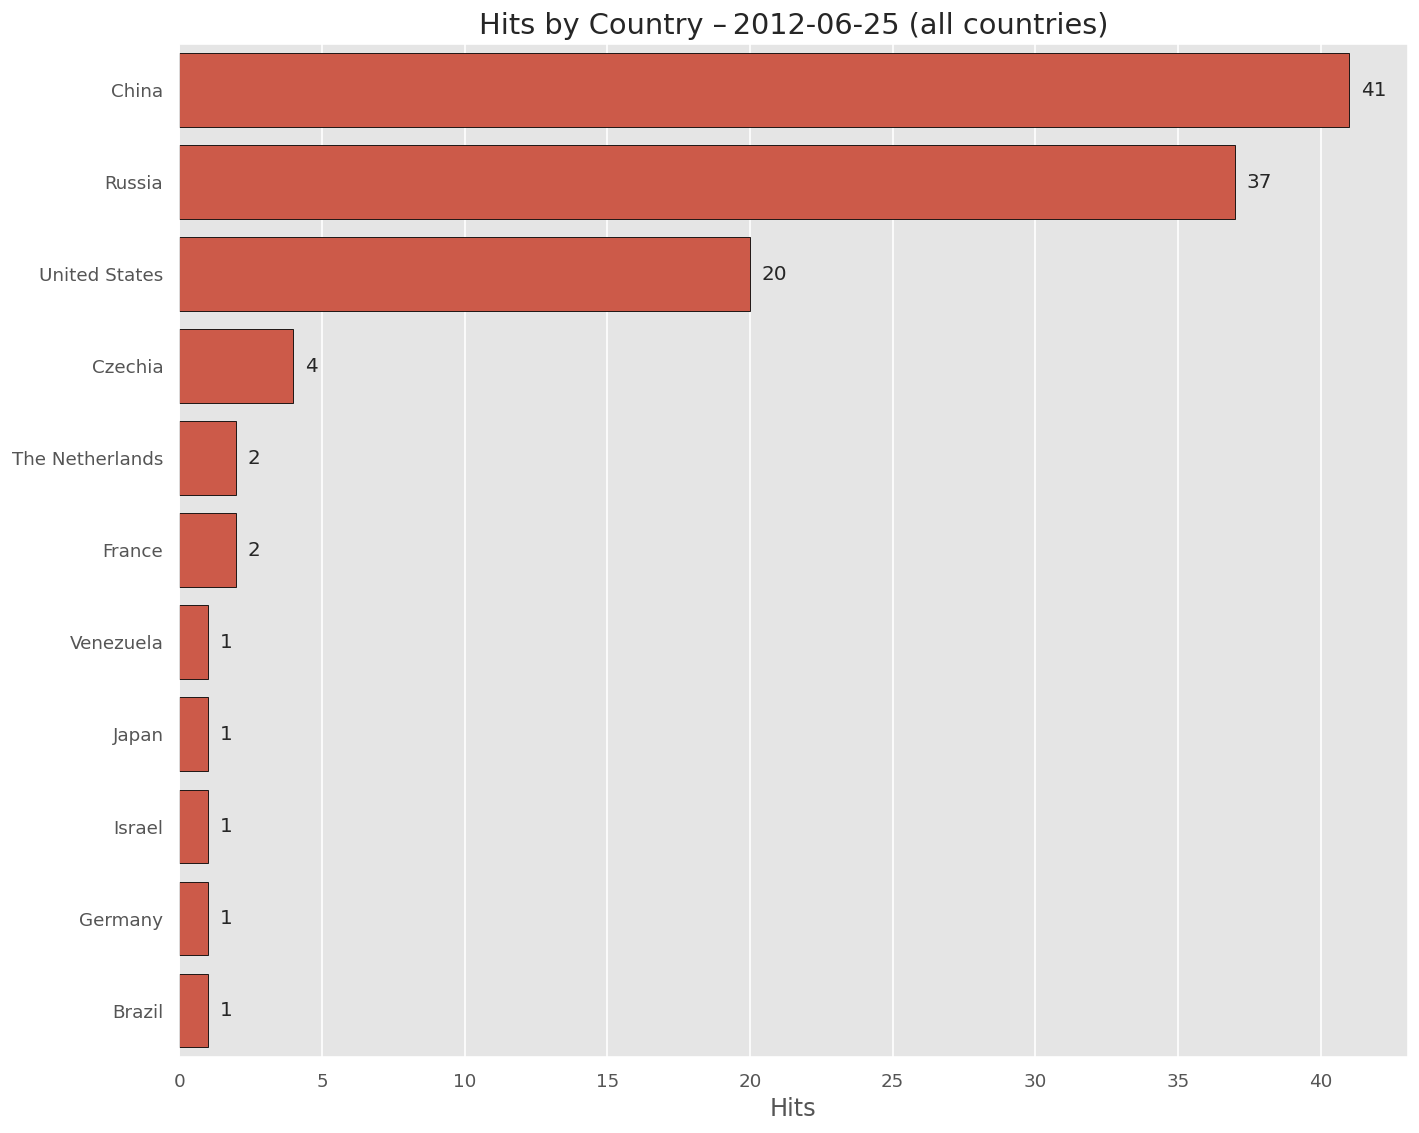 Hits by Country – 2012-06-25 (all countries)
China 41
Russia 37
United States 20
Czechia 4
The Netherlands 2
France 2
Venezuela 1
Japan 1
Israel 1
Germany 1
Brazil 1
0 5 10 15 20 25 30 35 40
Hits